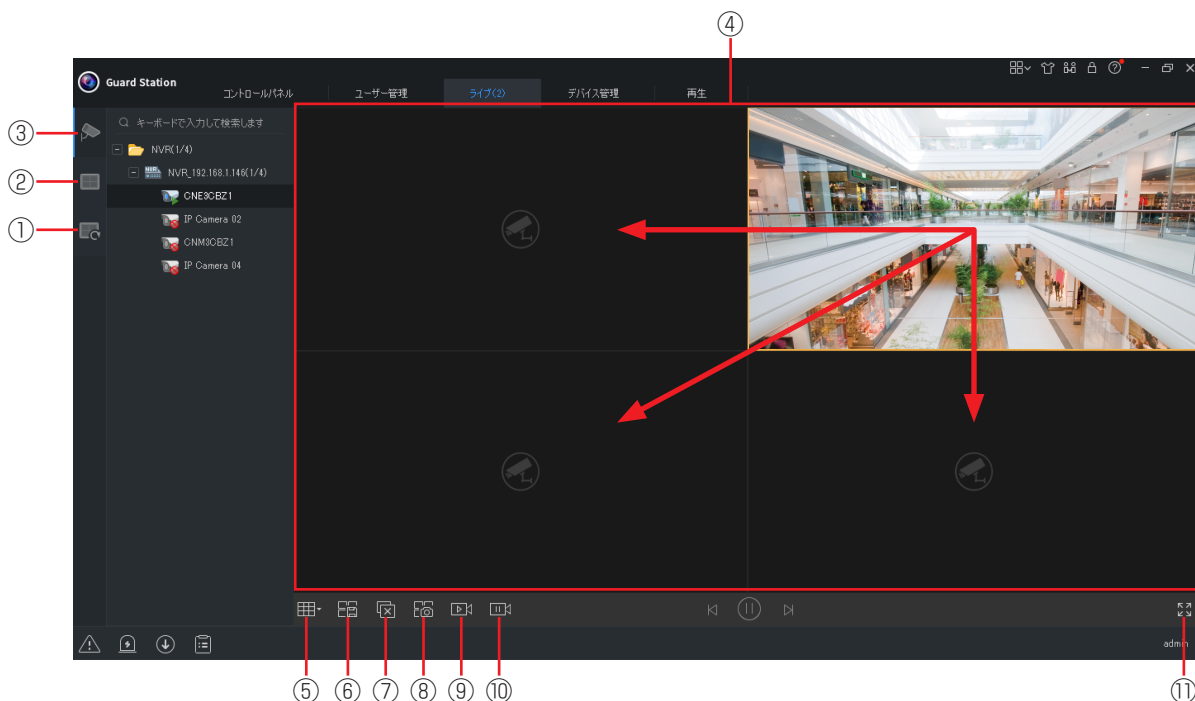 ④
Guard Station
コントロールパネル
ユーザー管理
ライブ(2)
デバイス管理
再生
③
キーボードで入力して検索します
NVR(1/4)
②
NVR_192.168.1.146(1/4)
CNE3CBZ1
①
IP Camera 02
CNM3CBZ1
IP Camera 04
admin
⑤
⑥
⑦
⑧
⑨
⑩
⑪